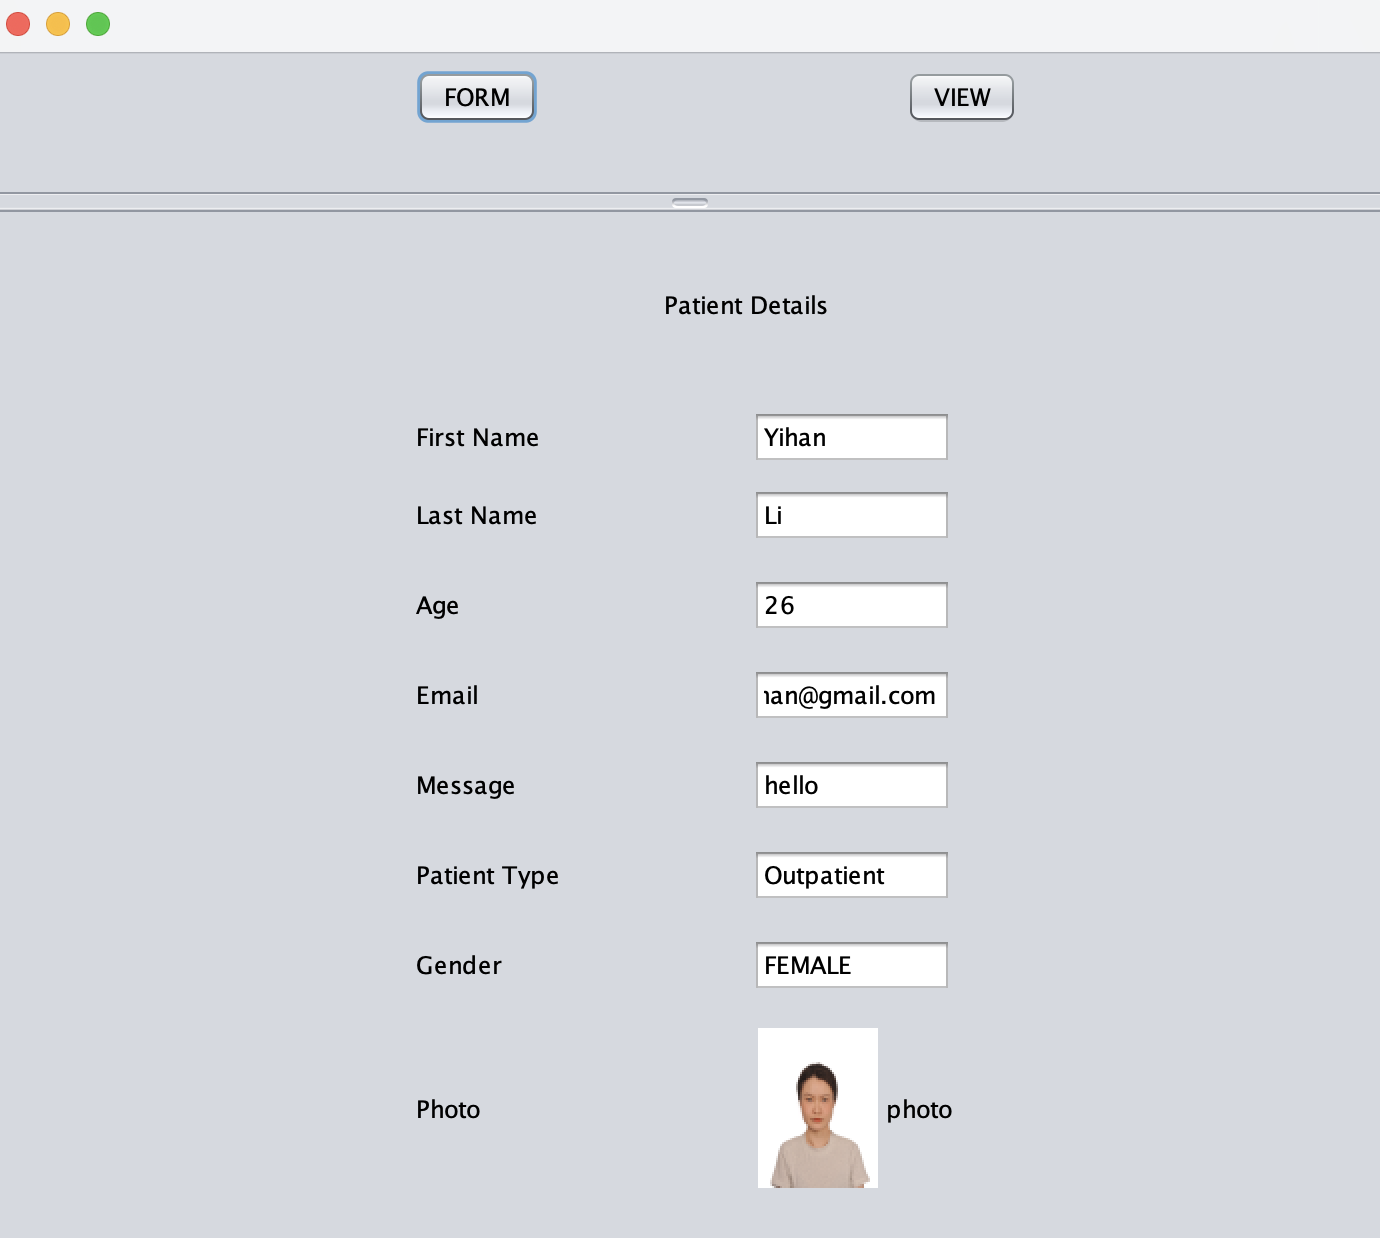 FORM VIEW
Patient Details
First Name Yihan
Last Name Li
Age 26
Email an@gmail.com
Message hello
Patient Type Outpatient
Gender FEMALE
Photo photo